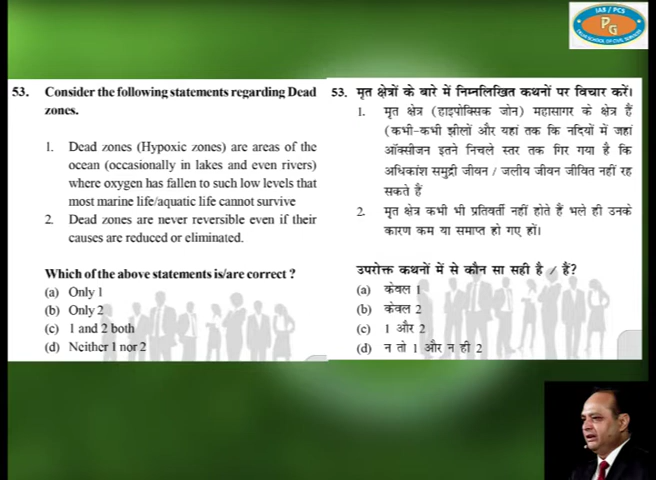 IAS / PCS
PG
53. Consider the following statements regarding Dead
zones.
1. Dead zones (Hypoxic zones) are areas of the
ocean (occasionally in lakes and even rivers)
where oxygen has fallen to such low levels that
most marine life/aquatic life cannot survive
2. Dead zones are never reversible even if their
causes are reduced or eliminated.
Which of the above statements is/are correct ?
(a) Only 1
(b) Only 2
(c) 1 and 2 both
(d) Neither 1 nor 2
53. मृत क्षेत्रों के बारे में निम्नलिखित कथनों पर विचार करें।
1. मृत क्षेत्र (हाइपोक्सिक जोन) महासागर के क्षेत्र हैं
(कभी-कभी झीलों और यहां तक कि नदियों में जहां
ऑक्सीजन इतने निचले स्तर तक गिर गया है कि
अधिकांश समुद्री जीवन / जलीय जीवन जीवित नहीं रह
सकते हैं
2. मृत क्षेत्र कभी भी प्रतिवर्ती नहीं होते हैं भले ही उनके
कारण कम या समाप्त हो गए हों।
उपरोक्त कथनों में से कौन सा सही है / हैं?
(a) केवल 1
(b) केवल 2
(c) 1 और 2
(d) न तो 1 और न ही 2